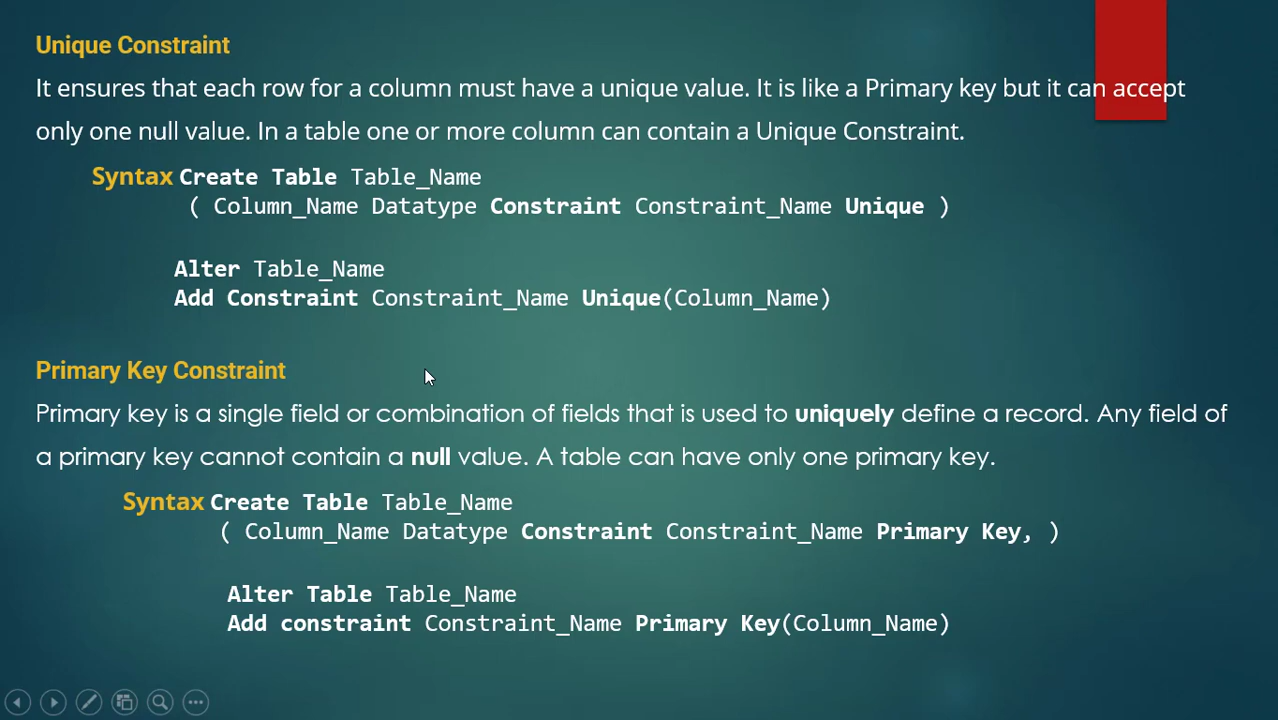 Unique Constraint
It ensures that each row for a column must have a unique value. It is like a Primary key but it can accept
only one null value. In a table one or more column can contain a Unique Constraint.
Syntax Create Table Table_Name
( Column_Name Datatype Constraint Constraint_Name Unique )
Alter Table_Name
Add Constraint Constraint_Name Unique(Column_Name)
Primary Key Constraint
Primary key is a single field or combination of fields that is used to uniquely define a record. Any field of
a primary key cannot contain a null value. A table can have only one primary key.
Syntax Create Table Table_Name
( Column_Name Datatype Constraint Constraint_Name Primary Key, )
Alter Table Table_Name
Add constraint Constraint_Name Primary Key(Column_Name)